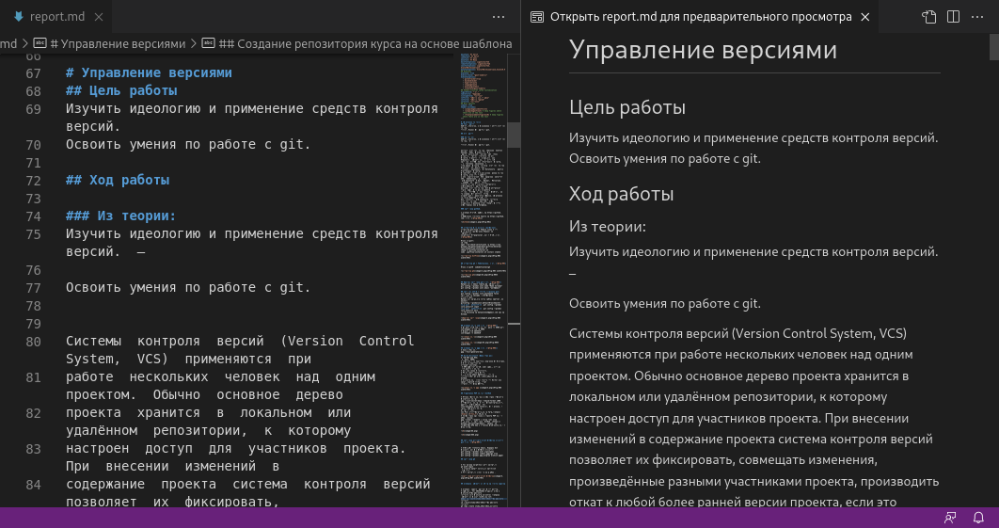 report.md
Открыть report.md для предварительного просмотра
md > # Управление версиями > ## Создание репозитория курса на основе шаблона
66
67 # Управление версиями
68 ## Цель работы
69 Изучить идеологию и применение средств контроля
версий.
70 Освоить умения по работе с git.
71
72 ## Ход работы
73
74 ### Из теории:
75 Изучить идеологию и применение средств контроля
версий.  –
76
77 Освоить умения по работе с git.
78
79
80 Системы  контроля  версий  (Version  Control
System,  VCS)  применяются  при
81 работе  нескольких  человек  над  одним
проектом.  Обычно  основное  дерево
82 проекта  хранится  в  локальном  или
удалённом  репозитории,  к  которому
83 настроен  доступ  для  участников  проекта.
При  внесении  изменений  в
84 содержание  проекта  система  контроля  версий
позволяет  их  фиксировать,
Управление версиями
Цель работы
Изучить идеологию и применение средств контроля версий.
Освоить умения по работе с git.
Ход работы
Из теории:
Изучить идеологию и применение средств контроля версий.
–
Освоить умения по работе с git.
Системы контроля версий (Version Control System, VCS)
применяются при работе нескольких человек над одним
проектом. Обычно основное дерево проекта хранится в
локальном или удалённом репозитории, к которому
настроен доступ для участников проекта. При внесении
изменений в содержание проекта система контроля версий
позволяет их фиксировать, совмещать изменения,
произведённые разными участниками проекта, производить
откат к любой более ранней версии проекта, если это